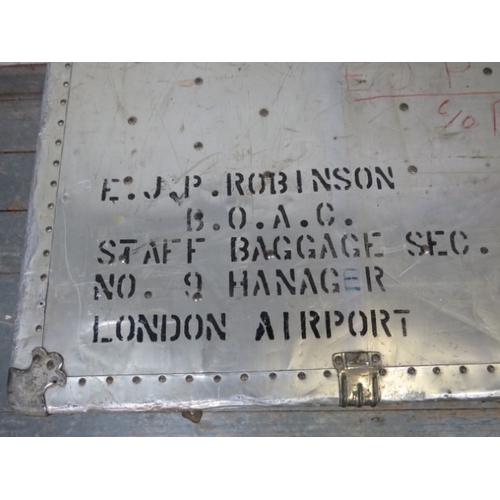 E J P
C/O
E.J.P. ROBINSON
B.O.A.C.
STAFF BAGGAGE SEC.
NO. 9 HANAGER
LONDON AIRPORT